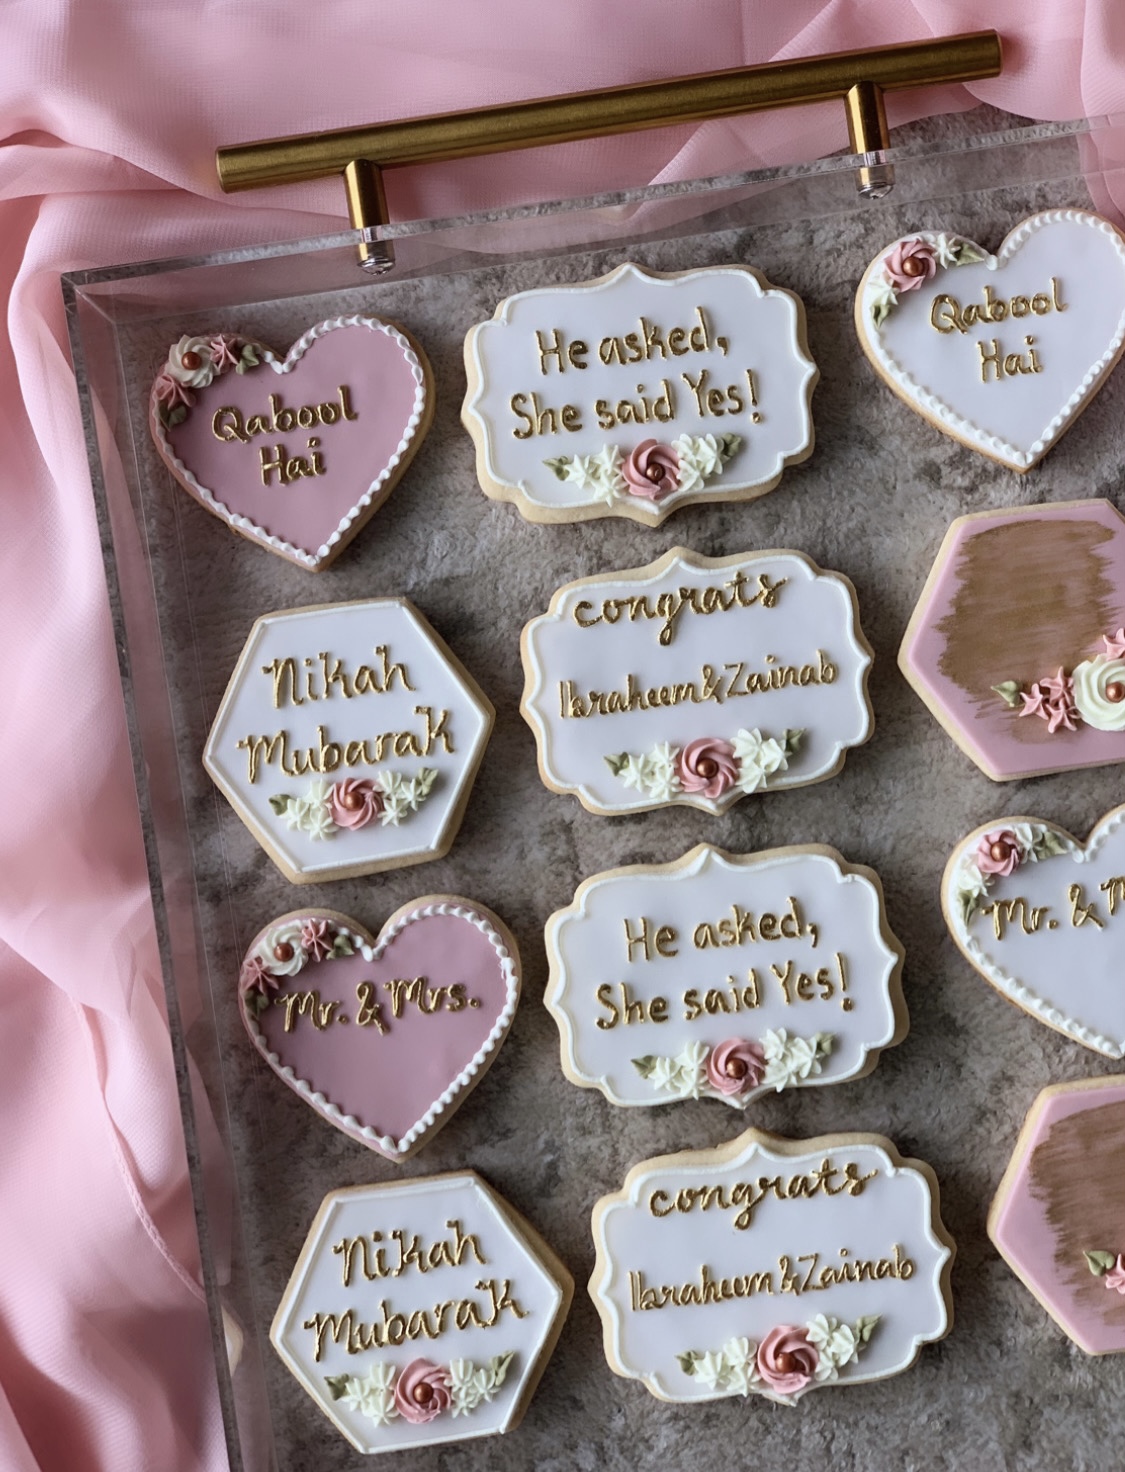 Qabool
Hai
He asked,
She said Yes!
Qabool
Hai
Nikah
Mubarak
congrats
Ibraheem & Zainab
Mr. & Mrs.
He asked,
She said Yes!
Mr. &
Nikah
Mubarak
congrats
Ibraheem & Zainab